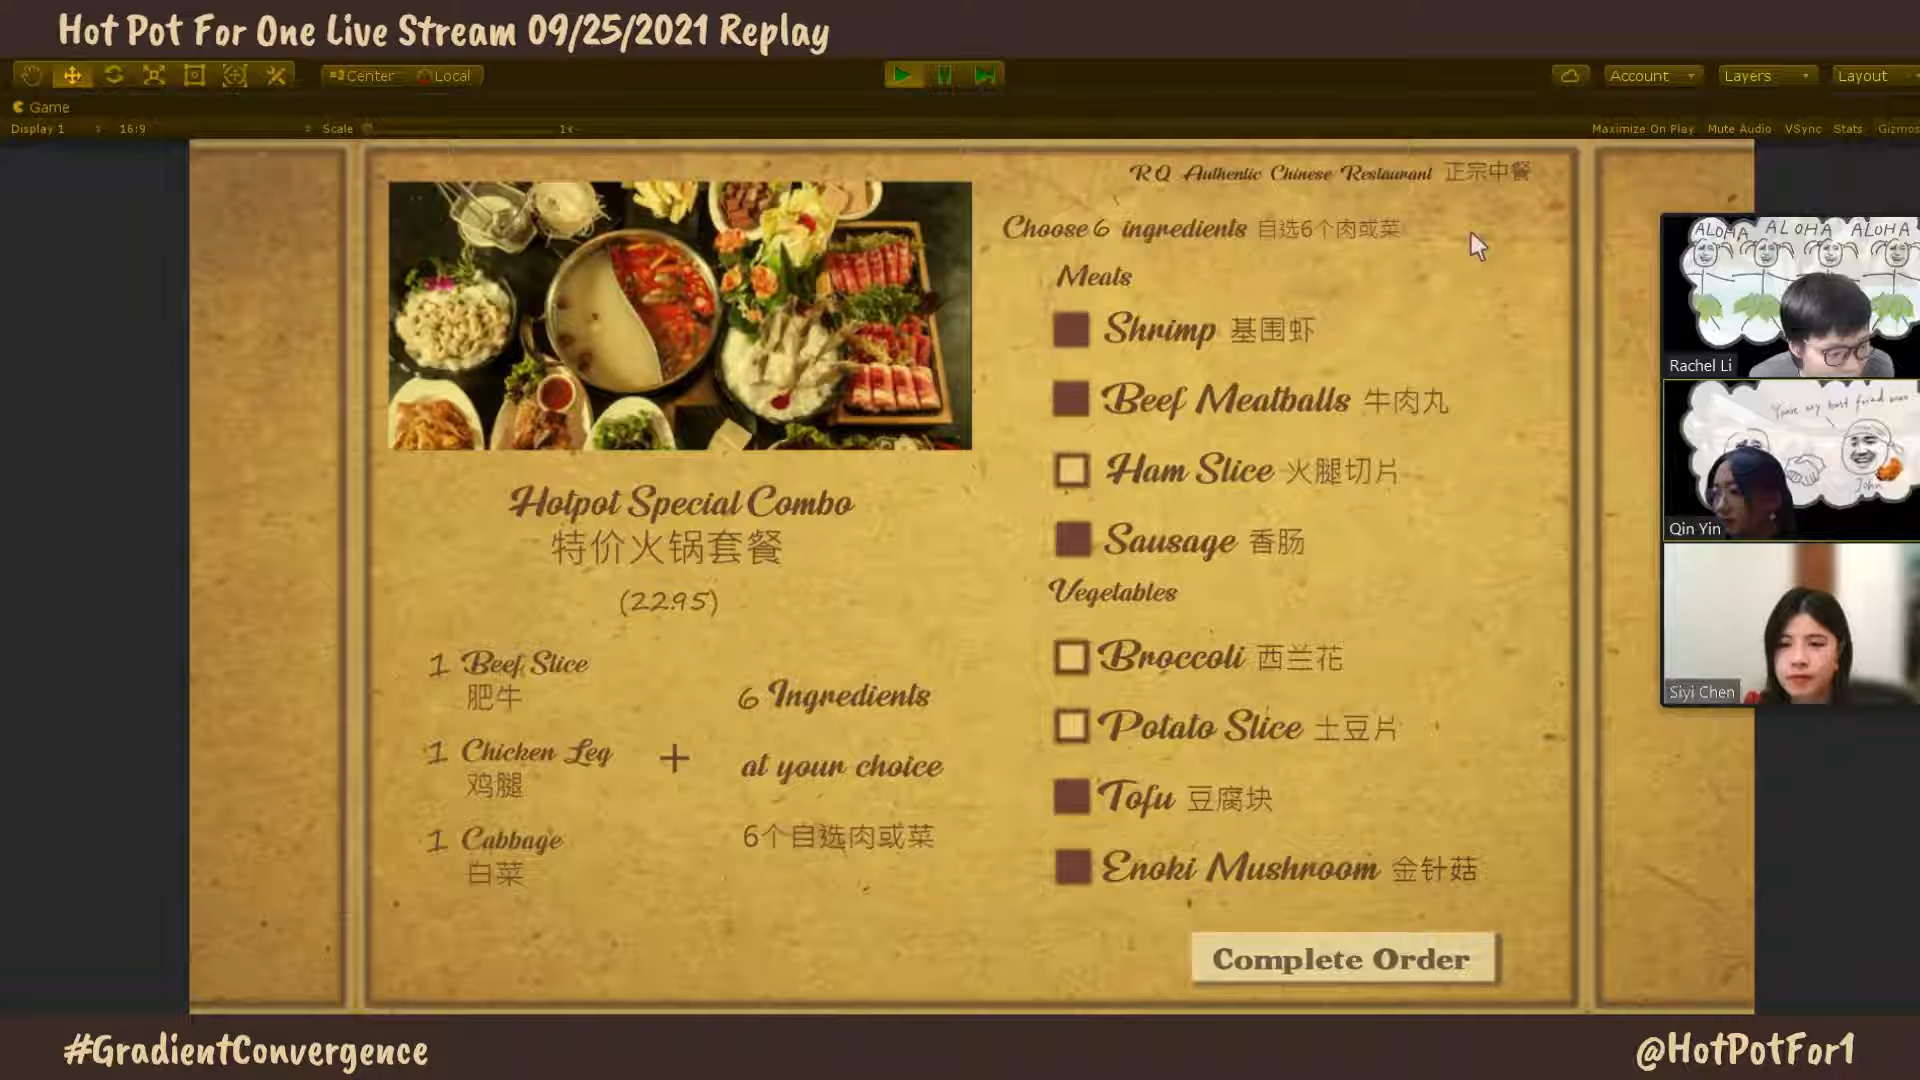 Hot Pot For One Live Stream 09/25/2021 Replay
Center Local
Account Layers Layout
Game
Display 1 16:9 Scale 1x
Maximize On Play Mute Audio VSync Stats Gizmos
RQ Authentic Chinese Restaurant 正宗中餐
Choose 6 ingredients 自选6个肉或菜
Meats
Shrimp 基围虾
Beef Meatballs 牛肉丸
Ham Slice 火腿切片
Sausage 香肠
Vegetables
Broccoli 西兰花
Potato Slice 土豆片
Tofu 豆腐块
Enoki Mushroom 金针菇
Complete Order
Hotpot Special Combo
特价火锅套餐
(22.95)
1 Beef Slice
肥牛
1 Chicken Leg
鸡腿
1 Cabbage
白菜
+
6 Ingredients
at your choice
6个自选肉或菜
ALOHA ALOHA ALOHA
Rachel Li
You're my best friend
John
Qin Yin
Siyi Chen
#GradientConvergence
@HotPotFor1